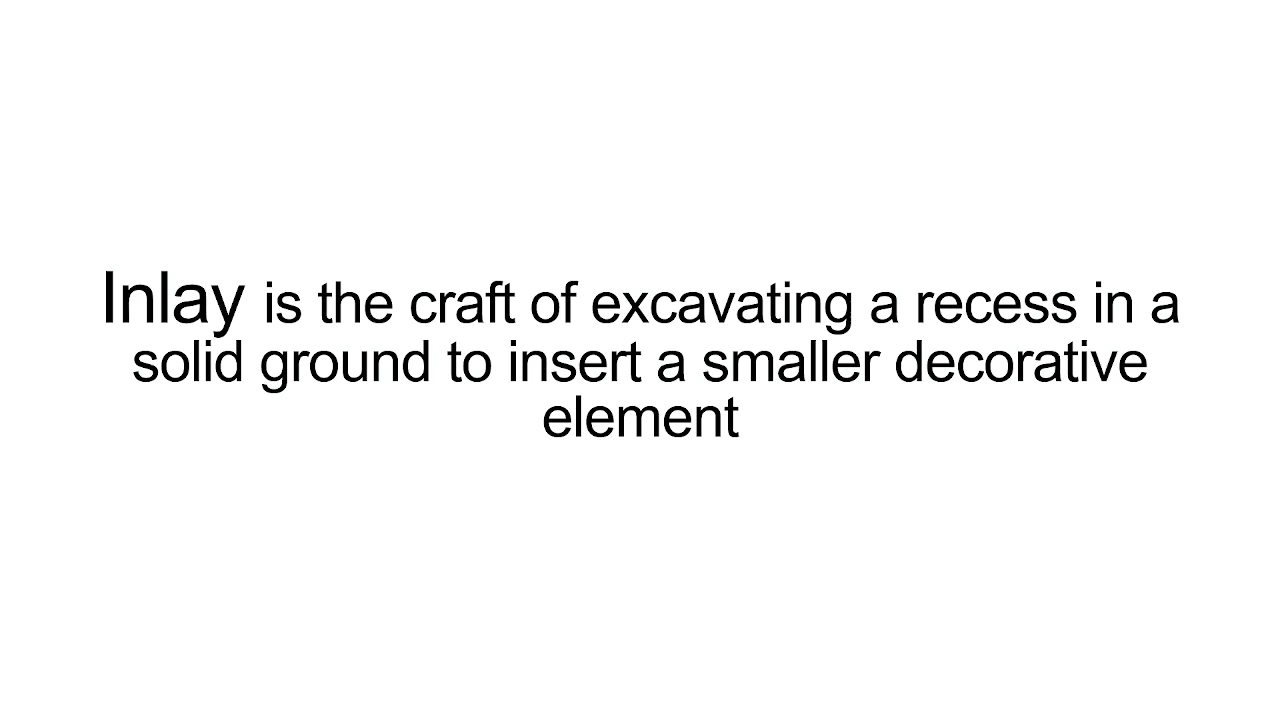 Inlay is the craft of excavating a recess in a
solid ground to insert a smaller decorative
element